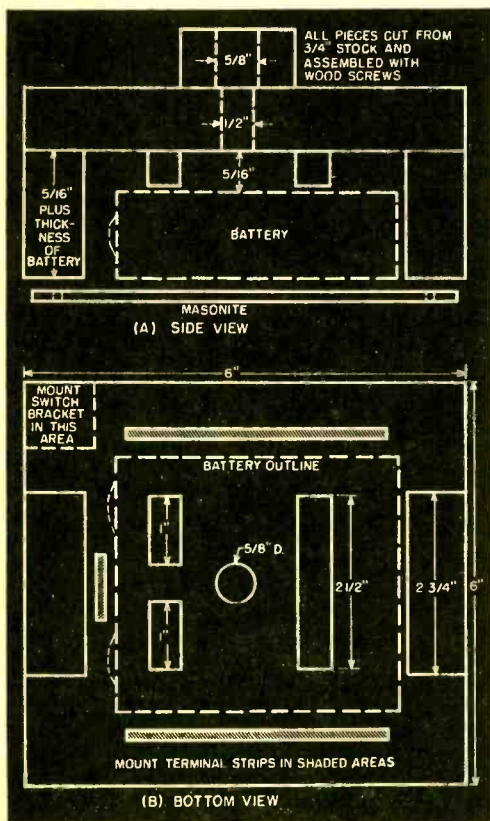 ALL PIECES CUT FROM
3/4" STOCK AND
ASSEMBLED WITH
WOOD SCREWS
5/8"
1/2"
5/16"
PLUS THICK-
NESS
OF
BATTERY
5/16"
BATTERY
MASONITE
(A) SIDE VIEW
6"
MOUNT
SWITCH
BRACKET
IN THIS
AREA
BATTERY OUTLINE
1"
5/8" D.
2 1/2"
2 3/4"
6"
1"
MOUNT TERMINAL STRIPS IN SHADED AREAS
(B) BOTTOM VIEW